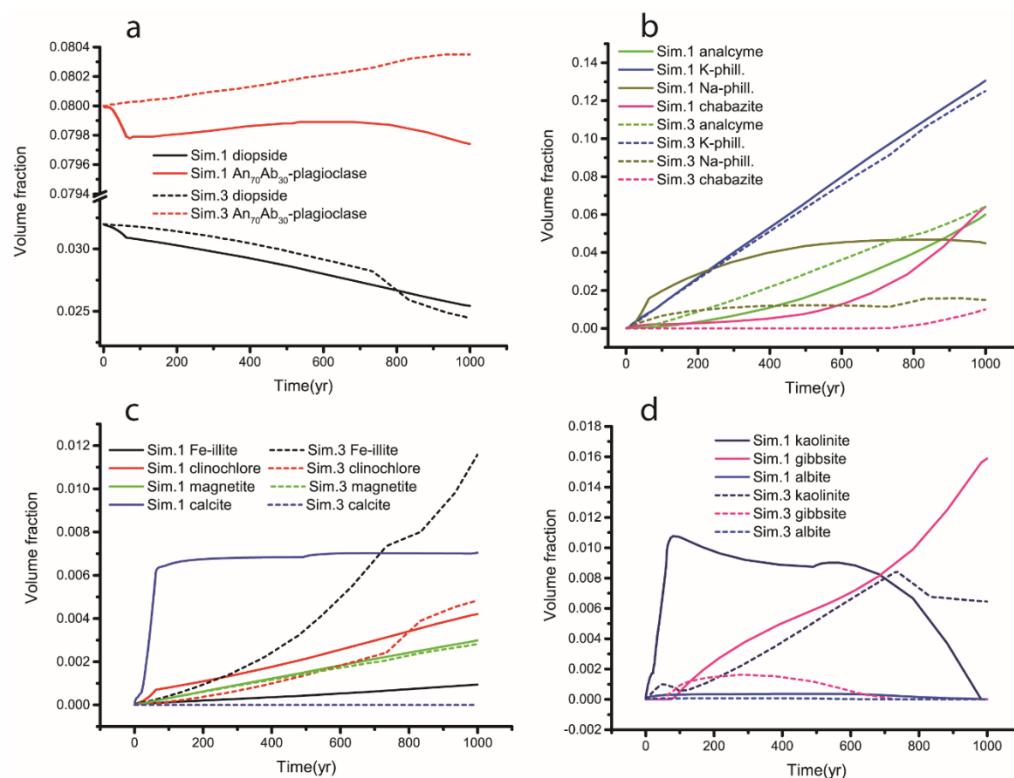 a
0.0804
0.0802
0.0800
0.0798
0.0796
0.0794
0.030
0.025
Volume fraction
Sim.1 diopside
Sim.1 An70Ab30-plagioclase
Sim.3 diopside
Sim.3 An70Ab30-plagioclase
0 200 400 600 800 1000
Time(yr)
b
0.14
0.12
0.10
0.08
0.06
0.04
0.02
0.00
Volume fraction
Sim.1 analcyme
Sim.1 K-phill.
Sim.1 Na-phill.
Sim.1 chabazite
Sim.3 analcyme
Sim.3 K-phill.
Sim.3 Na-phill.
Sim.3 chabazite
0 200 400 600 800 1000
Time(yr)
c
0.012
0.010
0.008
0.006
0.004
0.002
0.000
Volume fraction
Sim.1 Fe-illite Sim.3 Fe-illite
Sim.1 clinochlore Sim.3 clinochlore
Sim.1 magnetite Sim.3 magnetite
Sim.1 calcite Sim.3 calcite
0 200 400 600 800 1000
Time(yr)
d
0.016
0.014
0.012
0.010
0.008
0.006
0.004
0.002
0.000
-0.002
Volume fraction
Sim.1 kaolinite
Sim.1 gibbsite
Sim.1 albite
Sim.3 kaolinite
Sim.3 gibbsite
Sim.3 albite
0 200 400 600 800 1000
Time(yr)